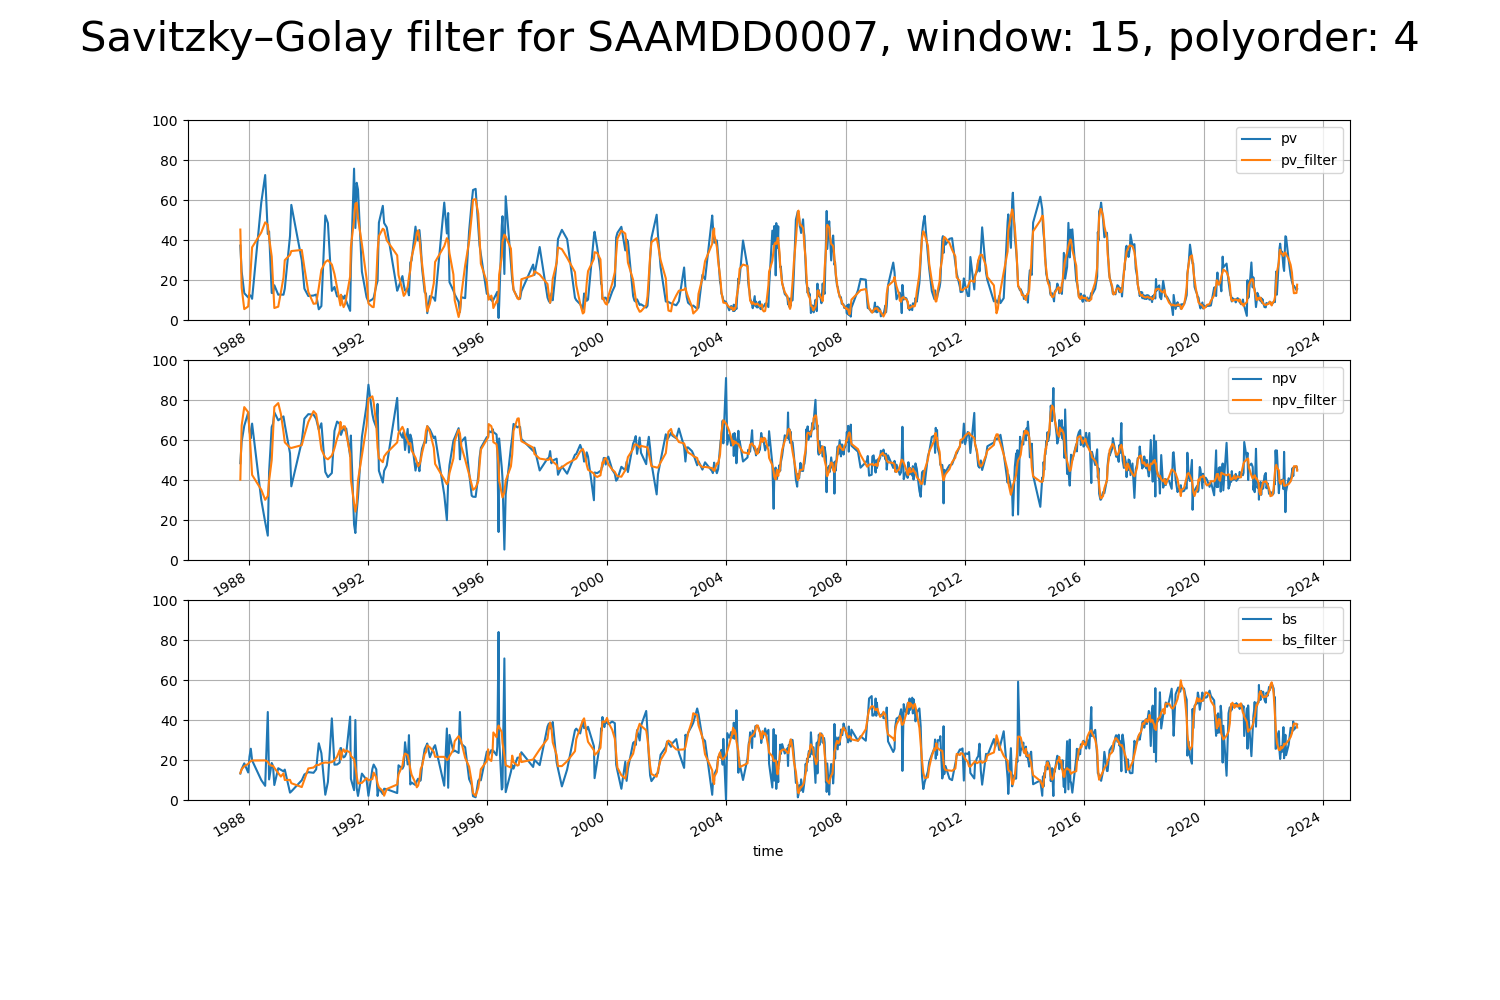 Savitzky–Golay filter for SAAMDD0007, window: 15, polyorder: 4
100
80
60
40
20
0
pv
pv_filter
1988 1992 1996 2000 2004 2008 2012 2016 2020 2024
100
80
60
40
20
0
npv
npv_filter
1988 1992 1996 2000 2004 2008 2012 2016 2020 2024
100
80
60
40
20
0
bs
bs_filter
1988 1992 1996 2000 2004 2008 2012 2016 2020 2024
time